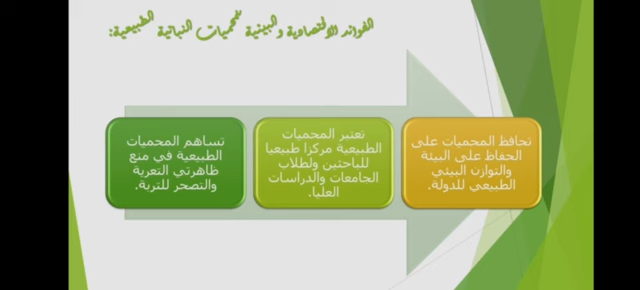 الفوائد الاقتصادية والبيئية للمحميات النباتية الطبيعية:
تحافظ المحميات على
الحفاظ على البيئة
والتوازن البيئي
الطبيعي للدولة.
تعتبر المحميات
الطبيعية مركزا طبيعيا
للباحثين ولطلاب
الجامعات والدراسات
العليا.
تساهم المحميات
الطبيعية في منع
ظاهرتي التعرية
والتصحر للتربة.